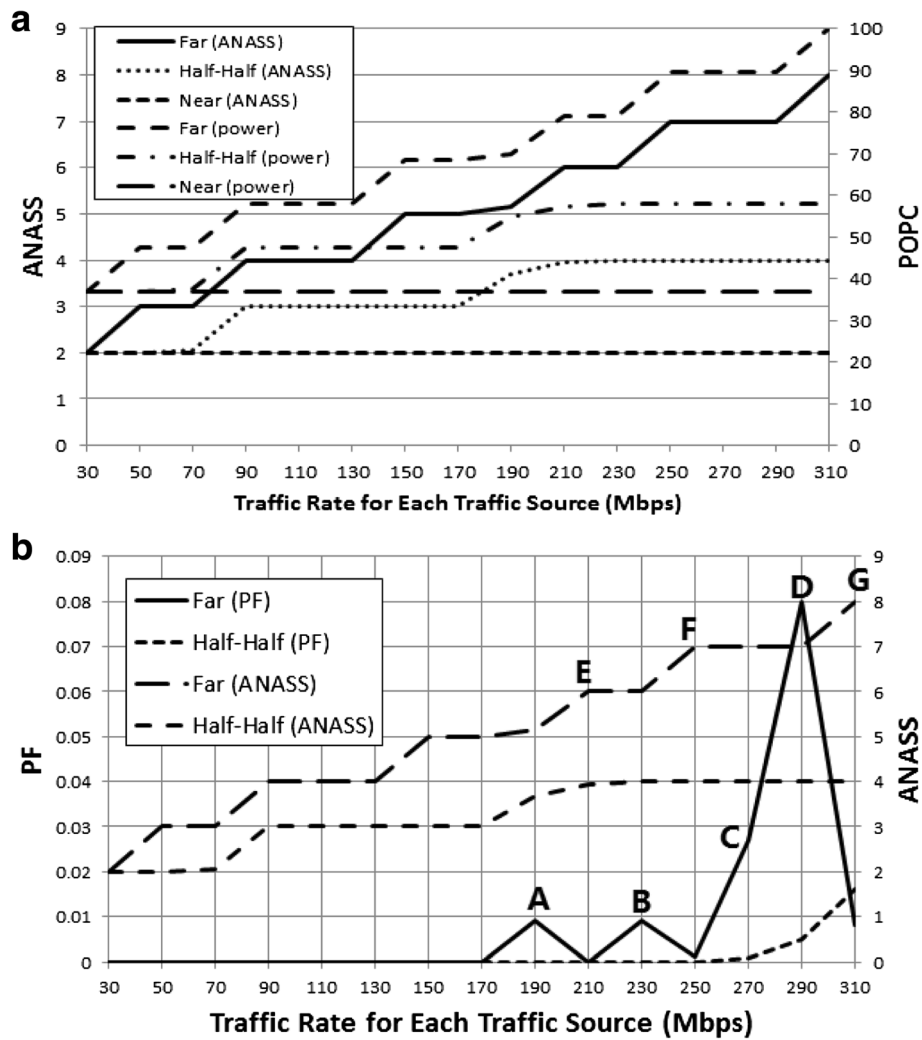 a
9
8
7
6
5
4
3
2
1
0
ANASS
Far (ANASS)
Half-Half (ANASS)
Near (ANASS)
Far (power)
Half-Half (power)
Near (power)
100
90
80
70
60
50
40
30
20
10
0
POPC
30 50 70 90 110 130 150 170 190 210 230 250 270 290 310
Traffic Rate for Each Traffic Source (Mbps)
b
0.09
0.08
0.07
0.06
0.05
0.04
0.03
0.02
0.01
0
PF
Far (PF)
Half-Half (PF)
Far (ANASS)
Half-Half (ANASS)
A
B
C
D
E
F
G
9
8
7
6
5
4
3
2
1
0
ANASS
30 50 70 90 110 130 150 170 190 210 230 250 270 290 310
Traffic Rate for Each Traffic Source (Mbps)